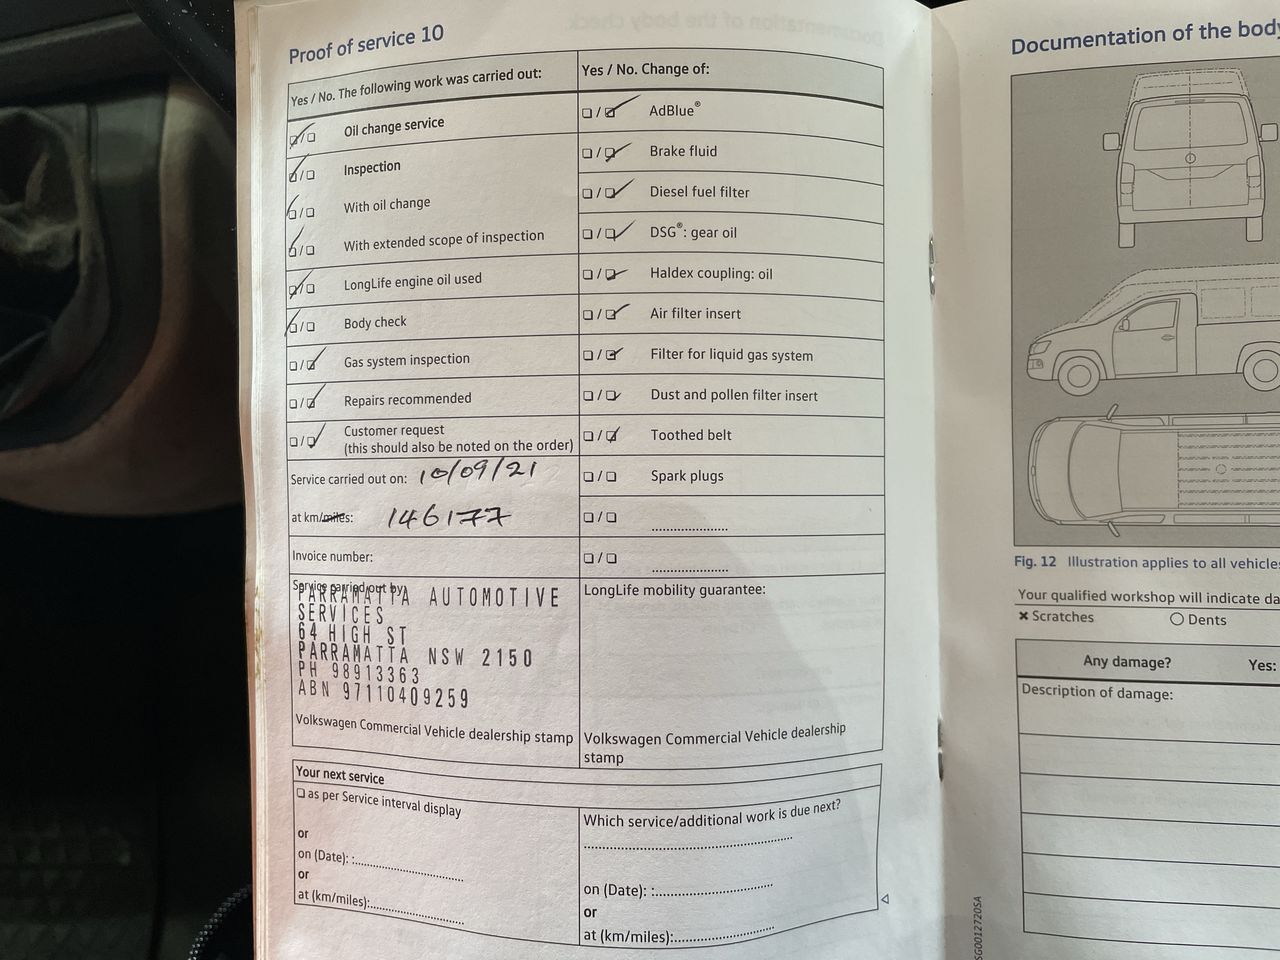 Proof of service 10
Yes / No. The following work was carried out:
☑/☐ Oil change service
☑/☐ Inspection
☑/☐ With oil change
☑/☐ With extended scope of inspection
☑/☐ LongLife engine oil used
☑/☐ Body check
☐/☑ Gas system inspection
☐/☑ Repairs recommended
☐/☑ Customer request
(this should also be noted on the order)
Service carried out on: 10/09/21
at km/miles: 146177
Invoice number:
Service carried out by
PARRAMATTA AUTOMOTIVE
SERVICES
64 HIGH ST
PARRAMATTA NSW 2150
PH 98913363
ABN 97110409259
Volkswagen Commercial Vehicle dealership stamp
Yes / No. Change of:
☐/☑ AdBlue®
☐/☑ Brake fluid
☐/☑ Diesel fuel filter
☐/☑ DSG®: gear oil
☐/☑ Haldex coupling: oil
☐/☑ Air filter insert
☐/☑ Filter for liquid gas system
☐/☑ Dust and pollen filter insert
☐/☑ Toothed belt
☐/☐ Spark plugs
☐/☐ ....................
☐/☐ ....................
LongLife mobility guarantee:
Volkswagen Commercial Vehicle dealership
stamp
Your next service
☐ as per Service interval display
or
on (Date): :....................
or
at (km/miles):....................
Which service/additional work is due next?
........................................
on (Date): :....................
or
at (km/miles):....................
Documentation of the body
Fig. 12 Illustration applies to all vehicles
Your qualified workshop will indicate da
✖ Scratches ○ Dents
Any damage? Yes:
Description of damage:
SG0012720SA